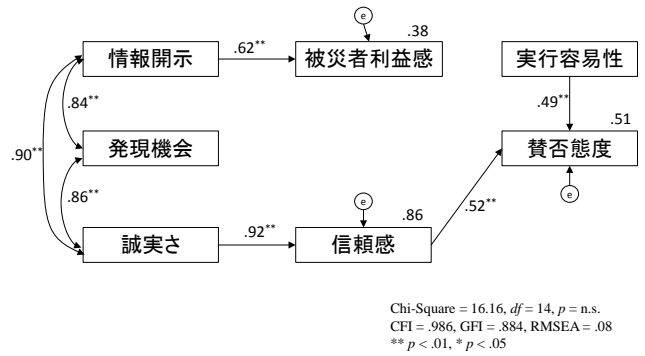 e
.38
情報開示
.62**
被災者利益感
実行容易性
.84**
.49**
.51
.90**
発現機会
賛否態度
.86**
e
e
.86
.52**
誠実さ
.92**
信頼感
Chi-Square = 16.16, df = 14, p = n.s.
CFI = .986, GFI = .884, RMSEA = .08
** p < .01, * p < .05